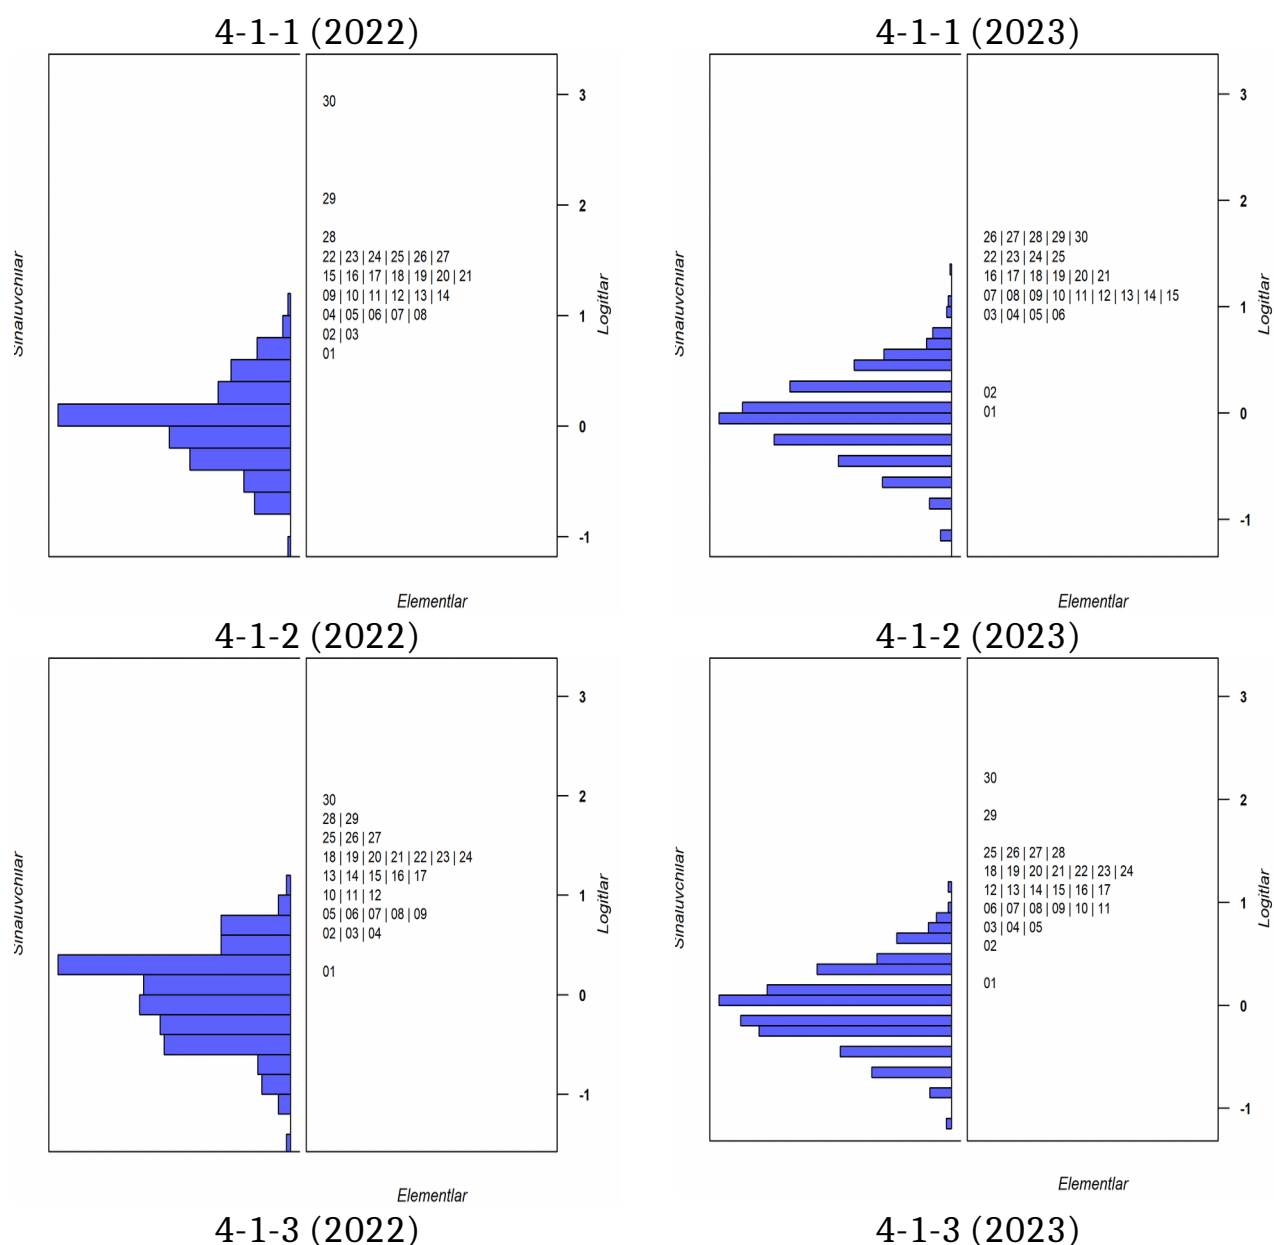 4-1-1 (2022)
Sinaluvchilar
30
29
28
22 | 23 | 24 | 25 | 26 | 27
15 | 16 | 17 | 18 | 19 | 20 | 21
09 | 10 | 11 | 12 | 13 | 14
04 | 05 | 06 | 07 | 08
02 | 03
01
3
2
1
0
-1
Logitlar
Elementlar
4-1-1 (2023)
Sinaluvchilar
26 | 27 | 28 | 29 | 30
22 | 23 | 24 | 25
16 | 17 | 18 | 19 | 20 | 21
07 | 08 | 09 | 10 | 11 | 12 | 13 | 14 | 15
03 | 04 | 05 | 06
02
01
3
2
1
0
-1
Logitlar
Elementlar
4-1-2 (2022)
Sinaluvchilar
30
28 | 29
25 | 26 | 27
18 | 19 | 20 | 21 | 22 | 23 | 24
13 | 14 | 15 | 16 | 17
10 | 11 | 12
05 | 06 | 07 | 08 | 09
02 | 03 | 04
01
3
2
1
0
-1
Logitlar
Elementlar
4-1-2 (2023)
Sinaluvchilar
30
29
25 | 26 | 27 | 28
18 | 19 | 20 | 21 | 22 | 23 | 24
12 | 13 | 14 | 15 | 16 | 17
06 | 07 | 08 | 09 | 10 | 11
03 | 04 | 05
02
01
3
2
1
0
-1
Logitlar
Elementlar
4-1-3 (2022)
4-1-3 (2023)